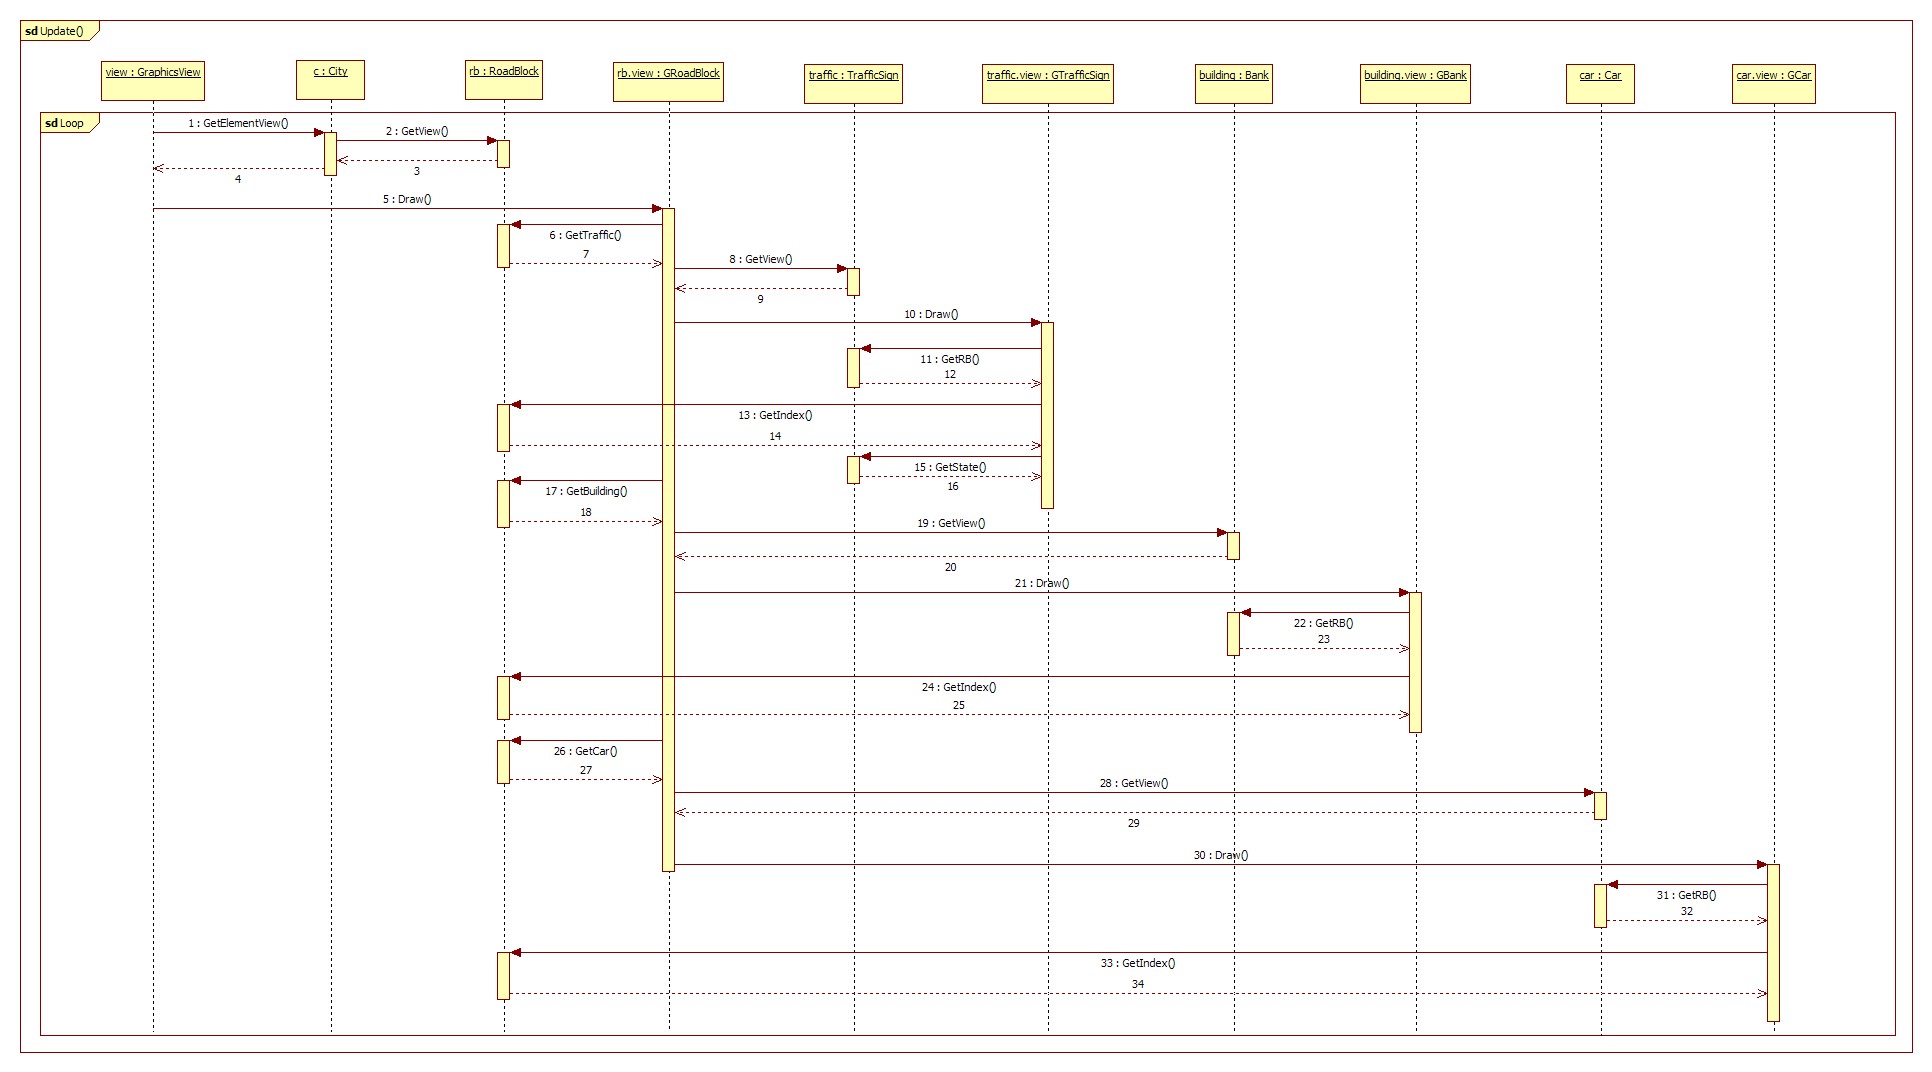 sd Update()
view : GraphicsView
c : City
rb : RoadBlock
rb.view : GRoadBlock
traffic : TrafficSign
traffic.view : GTrafficSign
building : Bank
building.view : GBank
car : Car
car.view : GCar
sd Loop
1 : GetElementView()
2 : GetView()
3
4
5 : Draw()
6 : GetTraffic()
7
8 : GetView()
9
10 : Draw()
11 : GetRB()
12
13 : GetIndex()
14
15 : GetState()
16
17 : GetBuilding()
18
19 : GetView()
20
21 : Draw()
22 : GetRB()
23
24 : GetIndex()
25
26 : GetCar()
27
28 : GetView()
29
30 : Draw()
31 : GetRB()
32
33 : GetIndex()
34